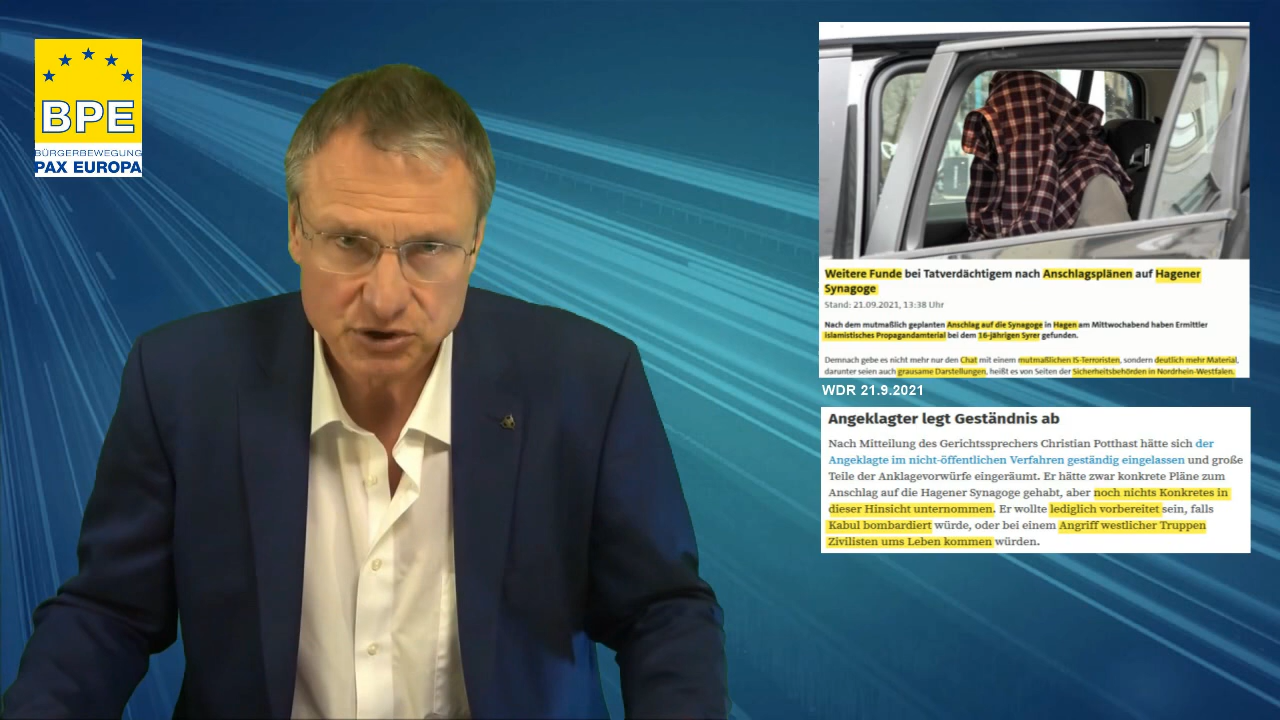 BPE
BÜRGERBEWEGUNG
PAX EUROPA
Weitere Funde bei Tatverdächtigem nach Anschlagsplänen auf Hagener
Synagoge
Stand: 21.09.2021, 13:38 Uhr
Nach dem mutmaßlich geplanten Anschlag auf die Synagoge in Hagen am Mittwochabend haben Ermittler
islamistisches Propagandamterial bei dem 16-jährigen Syrer gefunden.
Demnach gebe es nicht mehr nur den Chat mit einem mutmaßlichen IS-Terroristen, sondern deutlich mehr Material,
darunter seien auch grausame Darstellungen, heißt es von Seiten der Sicherheitsbehörden in Nordrhein-Westfalen.
WDR 21.9.2021
Angeklagter legt Geständnis ab
Nach Mitteilung des Gerichtssprechers Christian Potthast hätte sich der
Angeklagte im nicht-öffentlichen Verfahren geständig eingelassen und große
Teile der Anklagevorwürfe eingeräumt. Er hätte zwar konkrete Pläne zum
Anschlag auf die Hagener Synagoge gehabt, aber noch nichts Konkretes in
dieser Hinsicht unternommen. Er wollte lediglich vorbereitet sein, falls
Kabul bombardiert würde, oder bei einem Angriff westlicher Truppen
Zivilisten ums Leben kommen würden.